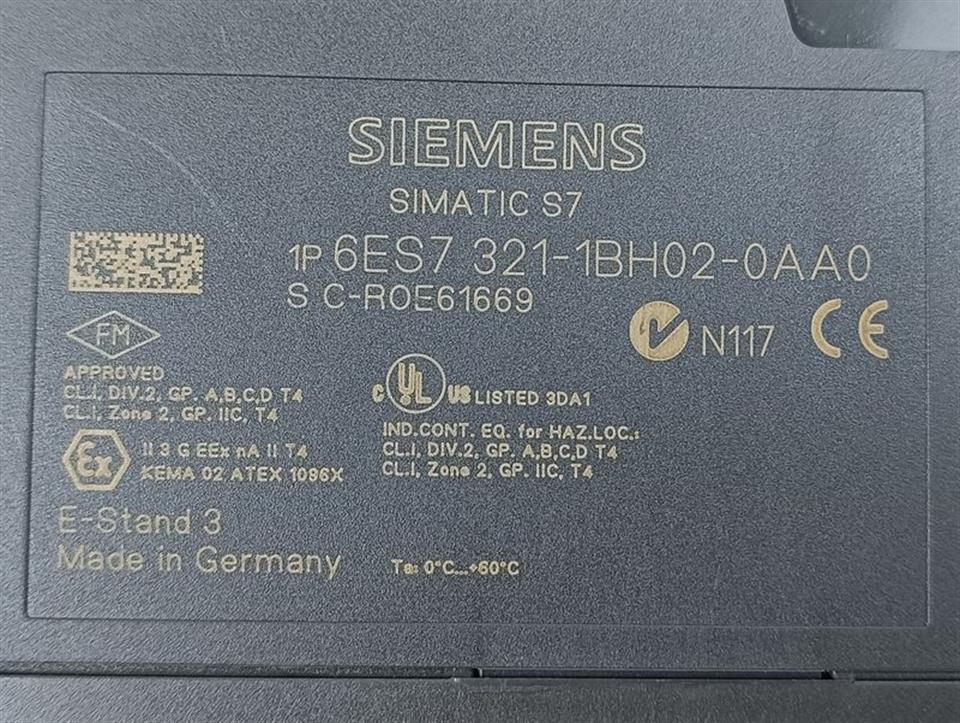 SIEMENS
SIMATIC S7
1P 6ES7 321-1BH02-0AA0
S C-R0E61669
N117 CE
FM
APPROVED
CL.I, DIV.2, GP. A,B,C,D T4
CL.I, Zone 2, GP. IIC, T4
C UL US LISTED 3DA1
IND.CONT. EQ. for HAZ.LOC.:
CL.I, DIV.2, GP. A,B,C,D T4
CL.I, Zone 2, GP. IIC, T4
Ex II 3 G EEx nA II T4
KEMA 02 ATEX 1096X
E-Stand 3
Made in Germany
Ta: 0°C...+60°C